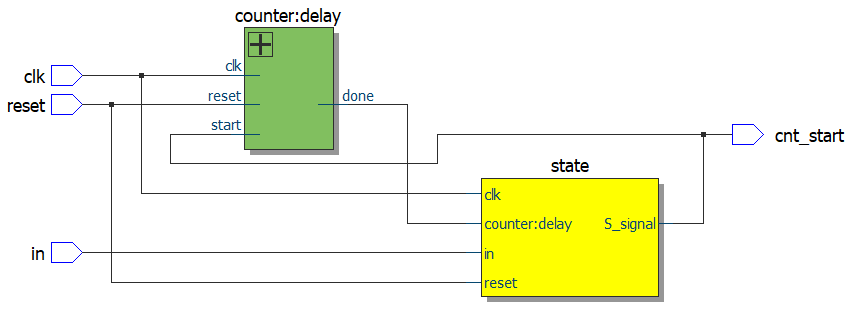 counter:delay
clk
reset
in
clk
reset
start
done
cnt_start
state
clk
counter:delay
in
reset
S_signal